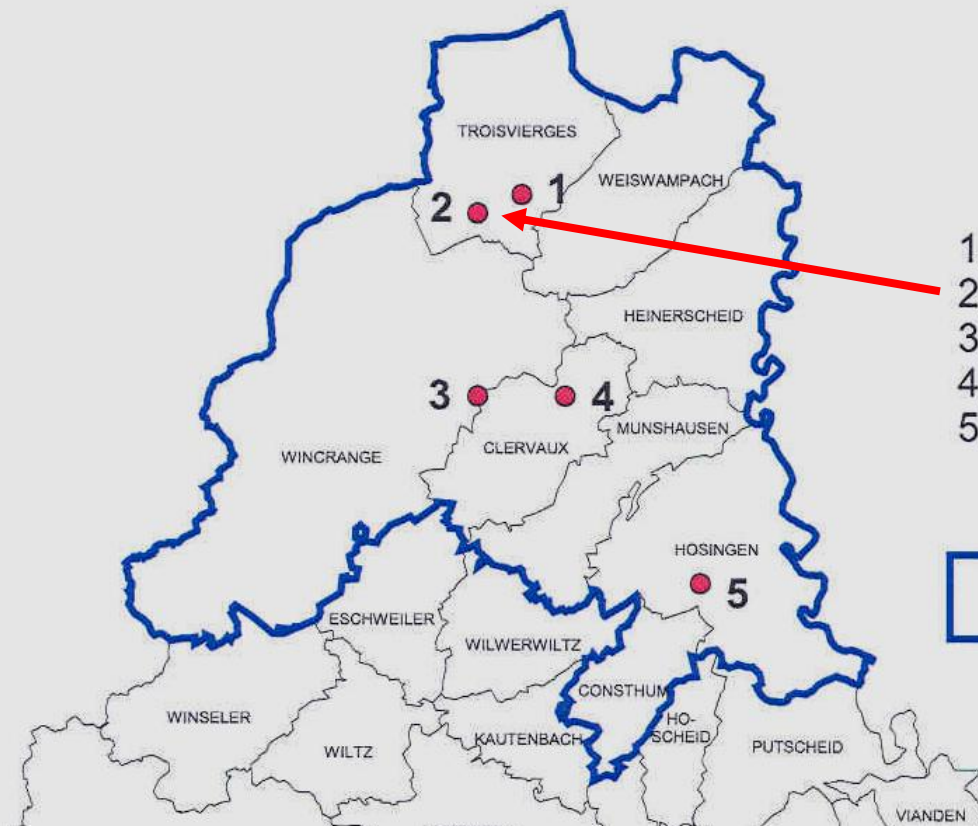 TROISVIERGES
WEISWAMPACH
1
2
HEINERSCHEID
1
2
3
4
5
3
4
MUNSHAUSEN
CLERVAUX
WINCRANGE
HOSINGEN
5
ESCHWEILER
WILWERWILTZ
CONSTHUM
WINSELER
HO-
SCHEID
KAUTENBACH
WILTZ
PUTSCHEID
VIANDEN